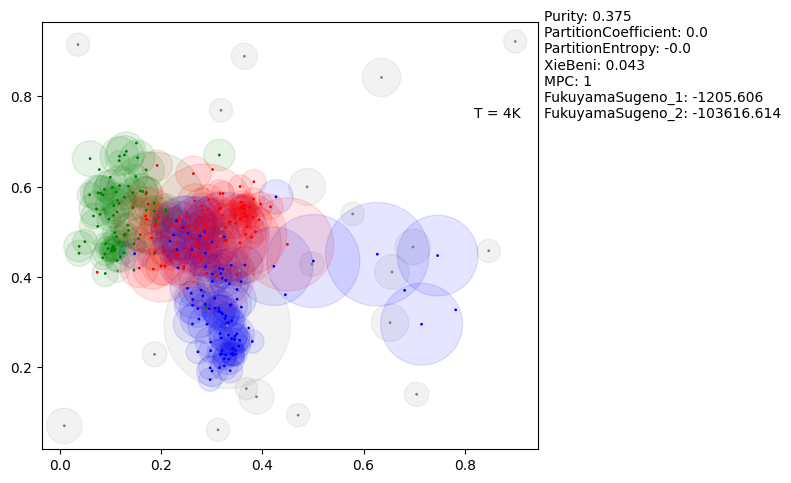 Purity: 0.375
PartitionCoefficient: 0.0
PartitionEntropy: -0.0
XieBeni: 0.043
MPC: 1
FukuyamaSugeno_1: -1205.606
FukuyamaSugeno_2: -103616.614
T = 4K
0.8
0.6
0.4
0.2
0.0 0.2 0.4 0.6 0.8